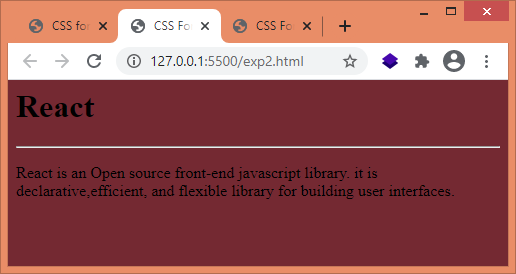 CSS for
CSS Fo
CSS Fo
127.0.0.1:5500/exp2.html
React
React is an Open source front-end javascript library. it is
declarative,efficient, and flexible library for building user interfaces.